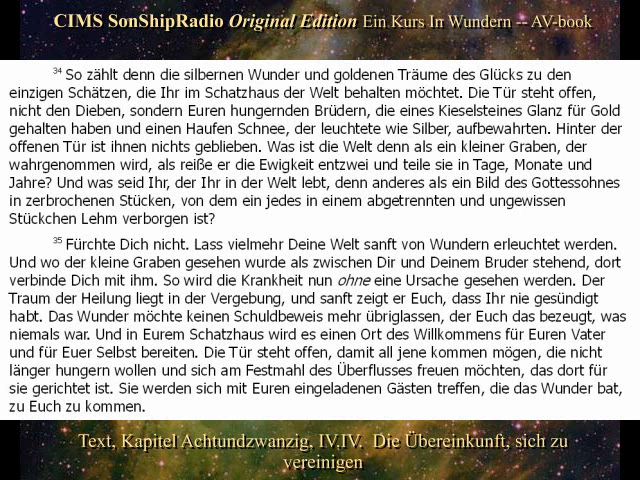 CIMS SonShipRadio Original Edition Ein Kurs In Wundern -- AV-book
34 So zählt denn die silbernen Wunder und goldenen Träume des Glücks zu den
einzigen Schätzen, die Ihr im Schatzhaus der Welt behalten möchtet. Die Tür steht offen,
nicht den Dieben, sondern Euren hungernden Brüdern, die eines Kieselsteines Glanz für Gold
gehalten haben und einen Haufen Schnee, der leuchtete wie Silber, aufbewahrten. Hinter der
offenen Tür ist ihnen nichts geblieben. Was ist die Welt denn als ein kleiner Graben, der
wahrgenommen wird, als reiße er die Ewigkeit entzwei und teile sie in Tage, Monate und
Jahre? Und was seid Ihr, der Ihr in der Welt lebt, denn anderes als ein Bild des Gottessohnes
in zerbrochenen Stücken, von dem ein jedes in einem abgetrennten und ungewissen
Stückchen Lehm verborgen ist?
35 Fürchte Dich nicht. Lass vielmehr Deine Welt sanft von Wundern erleuchtet werden.
Und wo der kleine Graben gesehen wurde als zwischen Dir und Deinem Bruder stehend, dort
verbinde Dich mit ihm. So wird die Krankheit nun ohne eine Ursache gesehen werden. Der
Traum der Heilung liegt in der Vergebung, und sanft zeigt er Euch, dass Ihr nie gesündigt
habt. Das Wunder möchte keinen Schuldbeweis mehr übriglassen, der Euch das bezeugt, was
niemals war. Und in Eurem Schatzhaus wird es einen Ort des Willkommens für Euren Vater
und für Euer Selbst bereiten. Die Tür steht offen, damit all jene kommen mögen, die nicht
länger hungern wollen und sich am Festmahl des Überflusses freuen möchten, das dort für
sie gerichtet ist. Sie werden sich mit Euren eingeladenen Gästen treffen, die das Wunder bat,
zu Euch zu kommen.
Text, Kapitel Achtundzwanzig, IV.IV. Die Übereinkunft, sich zu
vereinigen